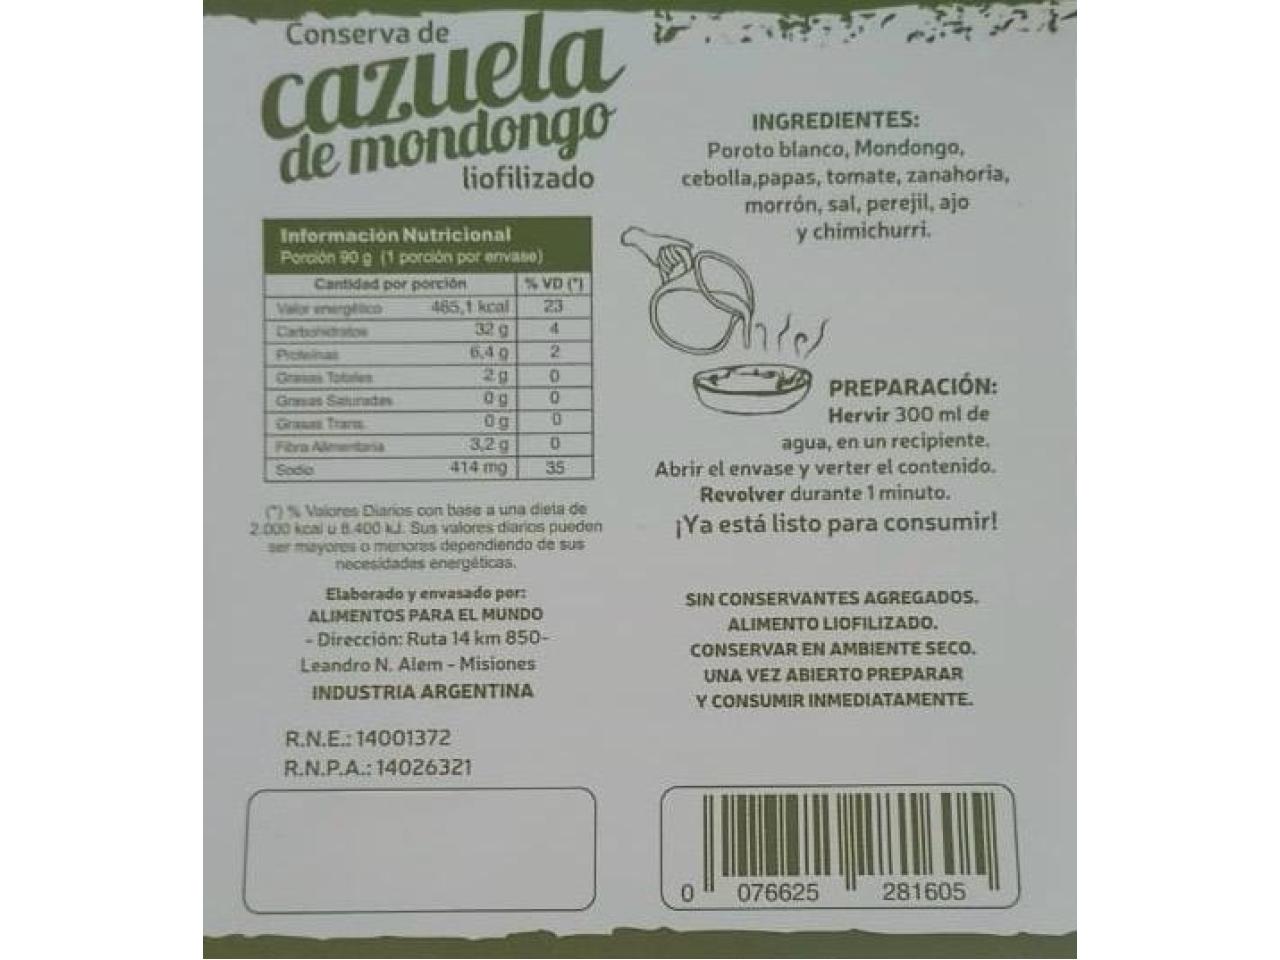 Conserva de
cazuela
de mondongo
liofilizado
Información Nutricional
Porción 90 g (1 porción por envase)
Cantidad por porción % VD (*)
Valor energético 465,1 kcal 23
Carbohidratos 32 g 4
Proteínas 6,4 g 2
Grasas Totales 2 g 0
Grasas Saturadas 0 g 0
Grasas Trans. 0 g 0
Fibra Alimentaria 3,2 g 0
Sodio 414 mg 35
(*) % Valores Diarios con base a una dieta de
2.000 kcal u 8.400 kJ. Sus valores diarios pueden
ser mayores o menores dependiendo de sus
necesidades energéticas.
Elaborado y envasado por:
ALIMENTOS PARA EL MUNDO
- Dirección: Ruta 14 km 850-
Leandro N. Alem - Misiones
INDUSTRIA ARGENTINA
R.N.E.: 14001372
R.N.P.A.: 14026321
INGREDIENTES:
Poroto blanco, Mondongo,
cebolla,papas, tomate, zanahoria,
morrón, sal, perejil, ajo
y chimichurri.
PREPARACIÓN:
Hervir 300 ml de
agua, en un recipiente.
Abrir el envase y verter el contenido.
Revolver durante 1 minuto.
¡Ya está listo para consumir!
SIN CONSERVANTES AGREGADOS.
ALIMENTO LIOFILIZADO.
CONSERVAR EN AMBIENTE SECO.
UNA VEZ ABIERTO PREPARAR
Y CONSUMIR INMEDIATAMENTE.
0 076625 281605